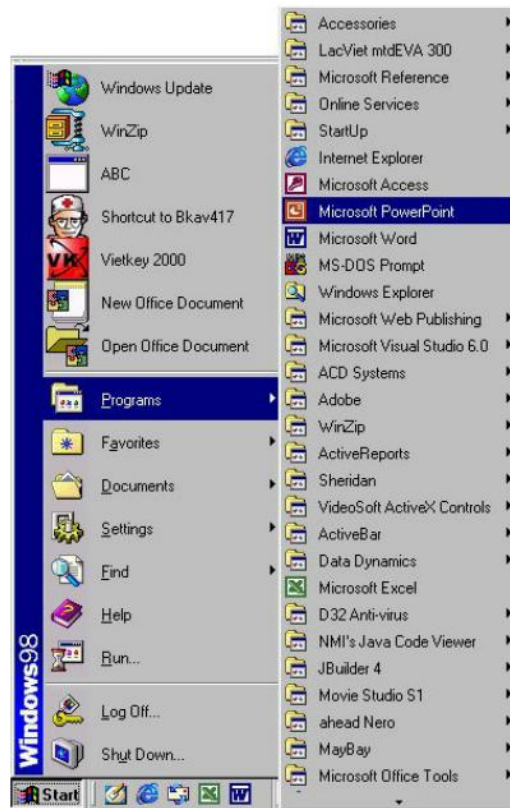 Windows Update
WinZip
ABC
Shortcut to Bkav417
Vietkey 2000
New Office Document
Open Office Document
Programs
Favorites
Documents
Settings
Find
Help
Run...
Log Off...
Shut Down...
Windows98
Start
Accessories
LacViet mtdEVA 300
Microsoft Reference
Online Services
StartUp
Internet Explorer
Microsoft Access
Microsoft PowerPoint
Microsoft Word
MS-DOS Prompt
Windows Explorer
Microsoft Web Publishing
Microsoft Visual Studio 6.0
ACD Systems
Adobe
WinZip
ActiveReports
Sheridan
VideoSoft ActiveX Controls
ActiveBar
Data Dynamics
Microsoft Excel
D32 Anti-virus
NMI's Java Code Viewer
JBuilder 4
Movie Studio S1
ahead Nero
MayBay
Microsoft Office Tools